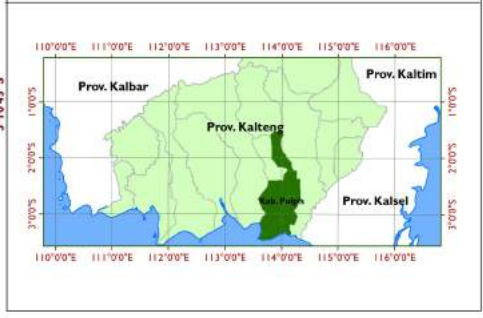 110°0'0"E 111°0'0"E 112°0'0"E 113°0'0"E 114°0'0"E 115°0'0"E 116°0'0"E
Prov. Kalbar
Prov. Kaltim
1°0'0"S 1°0'0"S
Prov. Kalteng
2°0'0"S 2°0'0"S
Kab. Pulpis
Prov. Kalsel
3°0'0"S 3°0'0"S
110°0'0"E 111°0'0"E 112°0'0"E 113°0'0"E 114°0'0"E 115°0'0"E 116°0'0"E